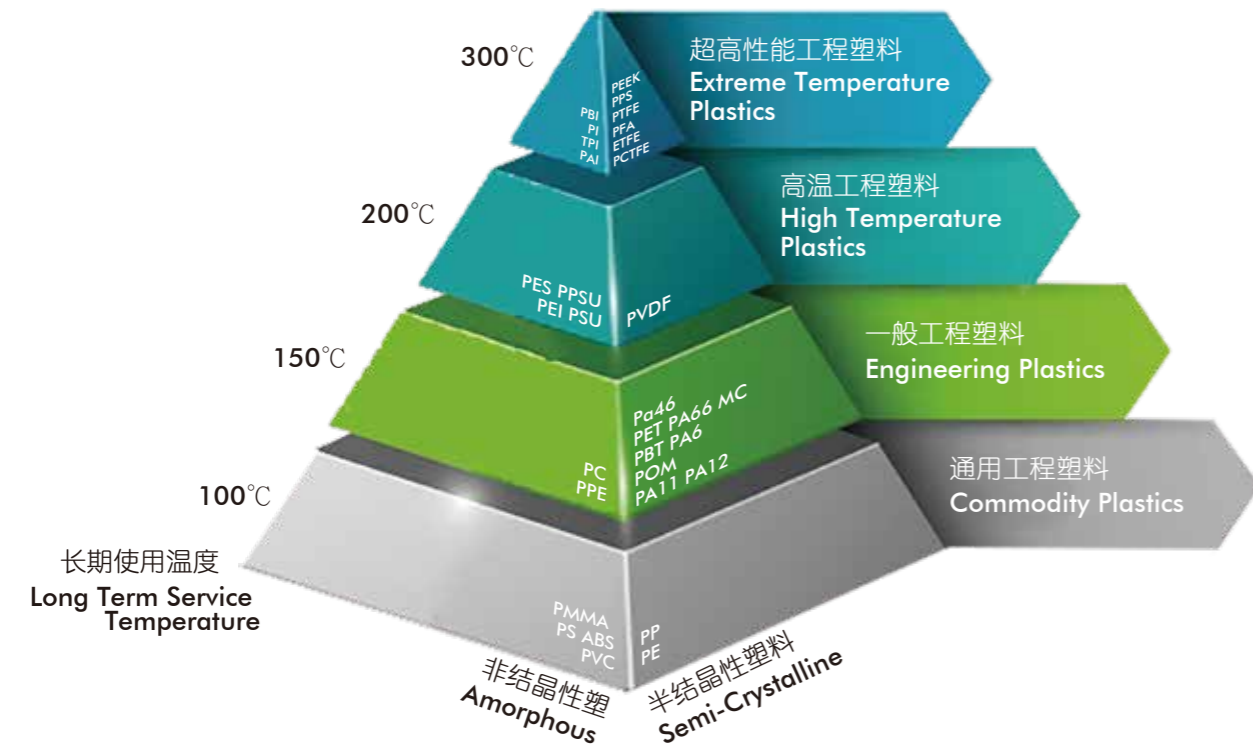 300℃
超高性能工程塑料
Extreme Temperature
Plastics
PBI
PI
TPI
PAI
PEEK
PPS
PTFE
PFA
ETFE
PCTFE
200℃
高温工程塑料
High Temperature
Plastics
PES PPSU
PEI PSU
PVDF
150℃
一般工程塑料
Engineering Plastics
PC
PPE
Pa46
PET PA66 MC
PBT PA6
POM
PA11 PA12
100℃
通用工程塑料
Commodity Plastics
PMMA
PS ABS
PVC
PP
PE
长期使用温度
Long Term Service
Temperature
非结晶性塑
Amorphous
半结晶性塑料
Semi-Crystalline